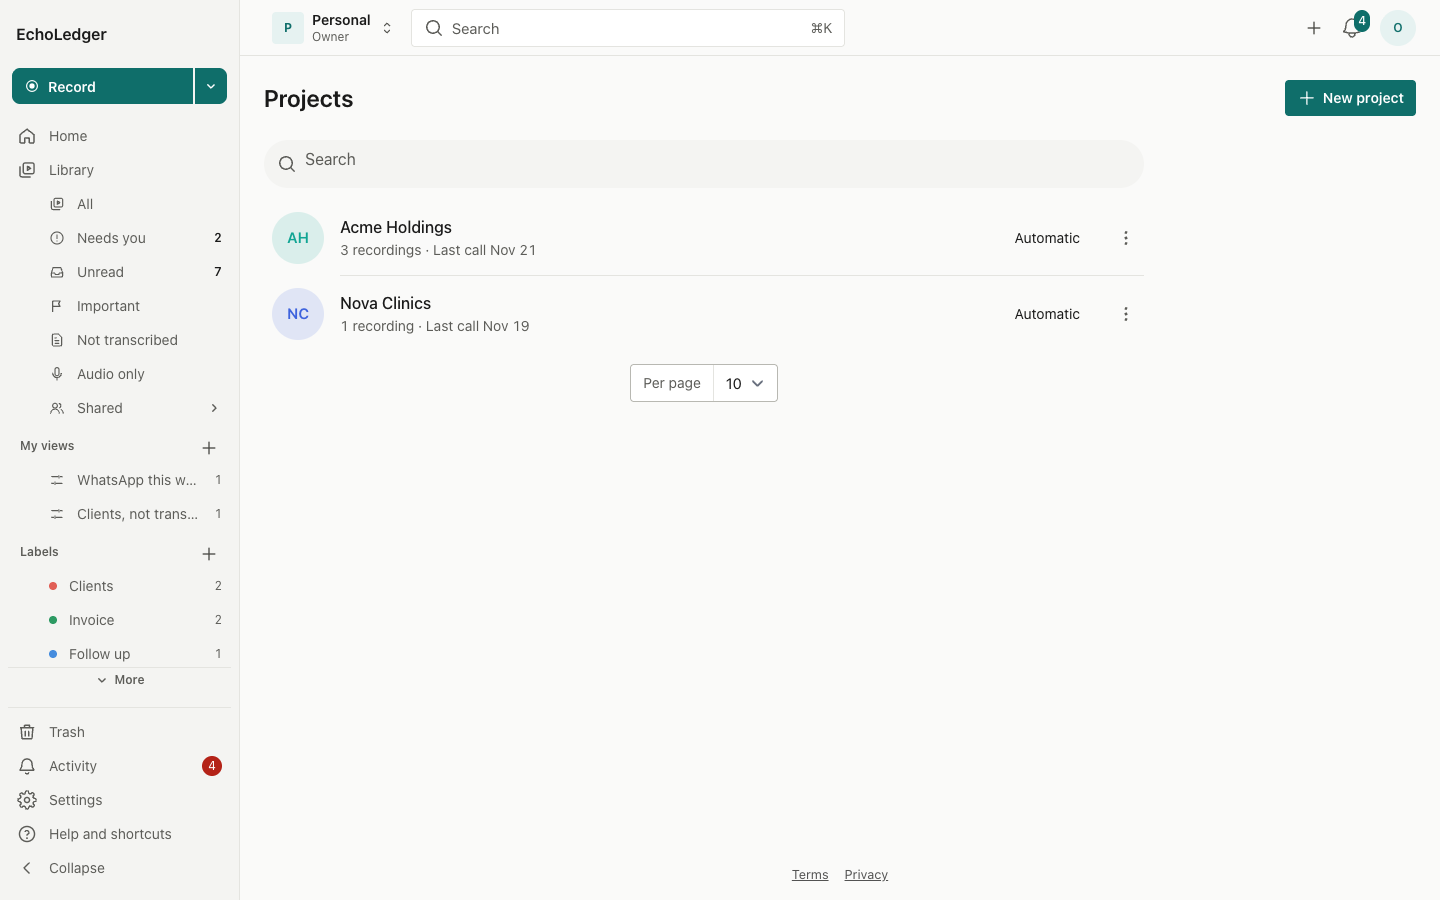 EchoLedger
Record
Home
Library
All
Needs you 2
Unread 7
Important
Not transcribed
Audio only
Shared
My views
WhatsApp this w... 1
Clients, not trans... 1
Labels
Clients 2
Invoice 2
Follow up 1
More
Trash
Activity 4
Settings
Help and shortcuts
Collapse
P Personal
Owner
Search ⌘K
4
O
Projects
New project
Search
AH Acme Holdings
3 recordings · Last call Nov 21
Automatic
NC Nova Clinics
1 recording · Last call Nov 19
Automatic
Per page 10
Terms Privacy